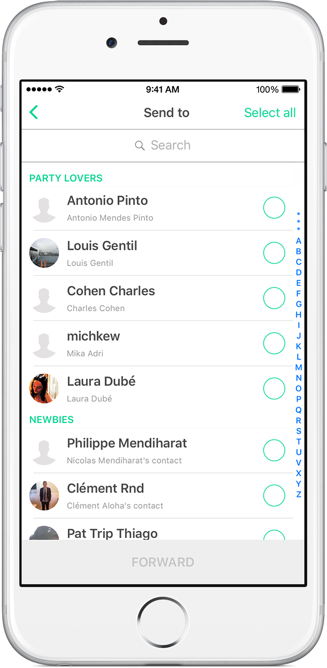 9:41 AM
100%
Send to
Select all
Search
PARTY LOVERS
Antonio Pinto
Antonio Mendes Pinto
Louis Gentil
Louis Gentil
Cohen Charles
Charles Cohen
michkew
Mika Adri
Laura Dubé
Laura Dubé
NEWBIES
Philippe Mendiharat
Nicolas Mendiharat's contact
Clément Rnd
Clément Aloha's contact
Pat Trip Thiago
A
B
C
D
E
F
G
H
I
J
K
L
M
N
O
P
Q
R
S
T
U
V
X
Y
Z
FORWARD